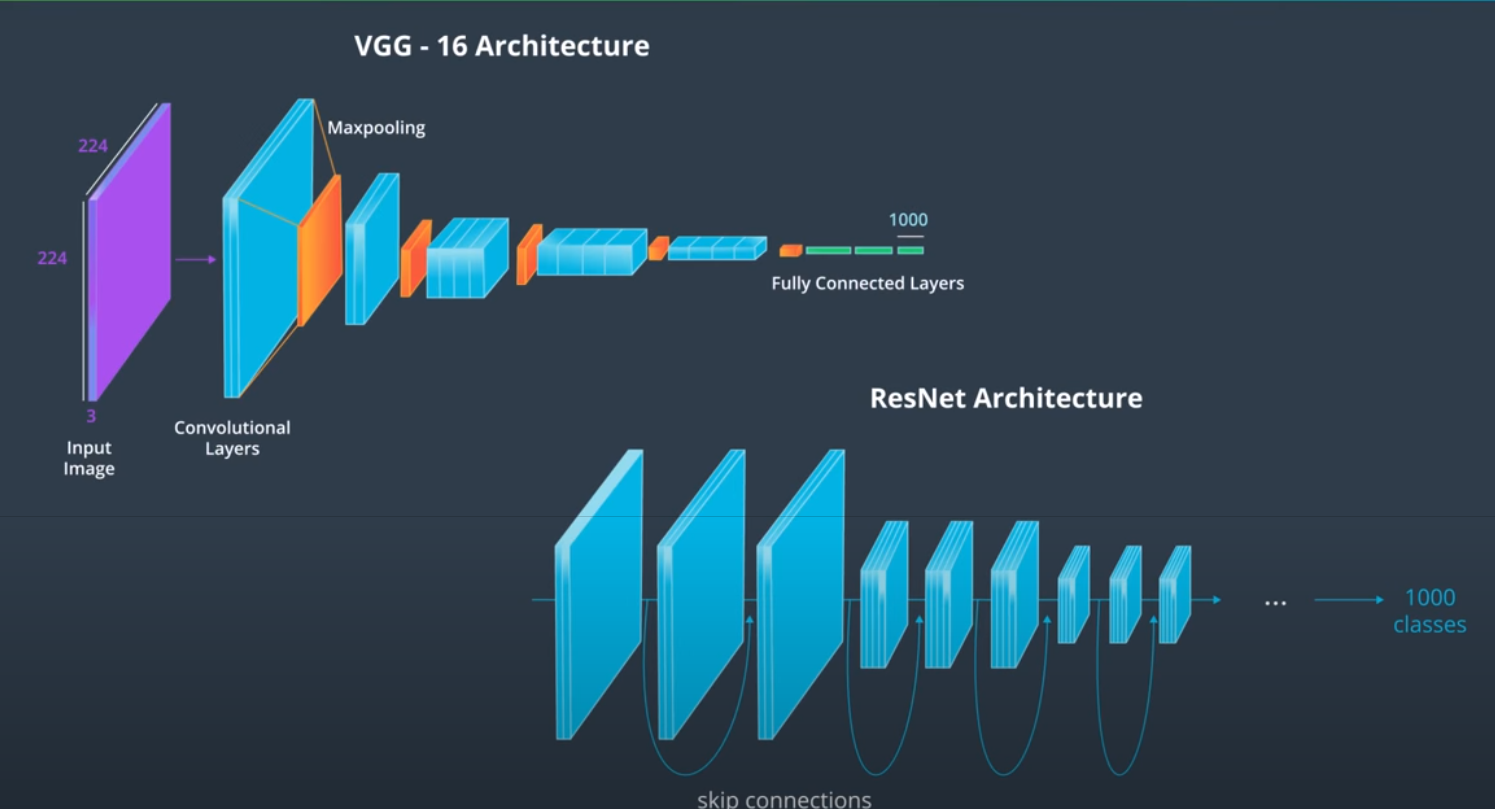 VGG - 16 Architecture
Maxpooling
224
224
3
Input
Image
Convolutional
Layers
1000
Fully Connected Layers
ResNet Architecture
...
1000
classes
skip connections